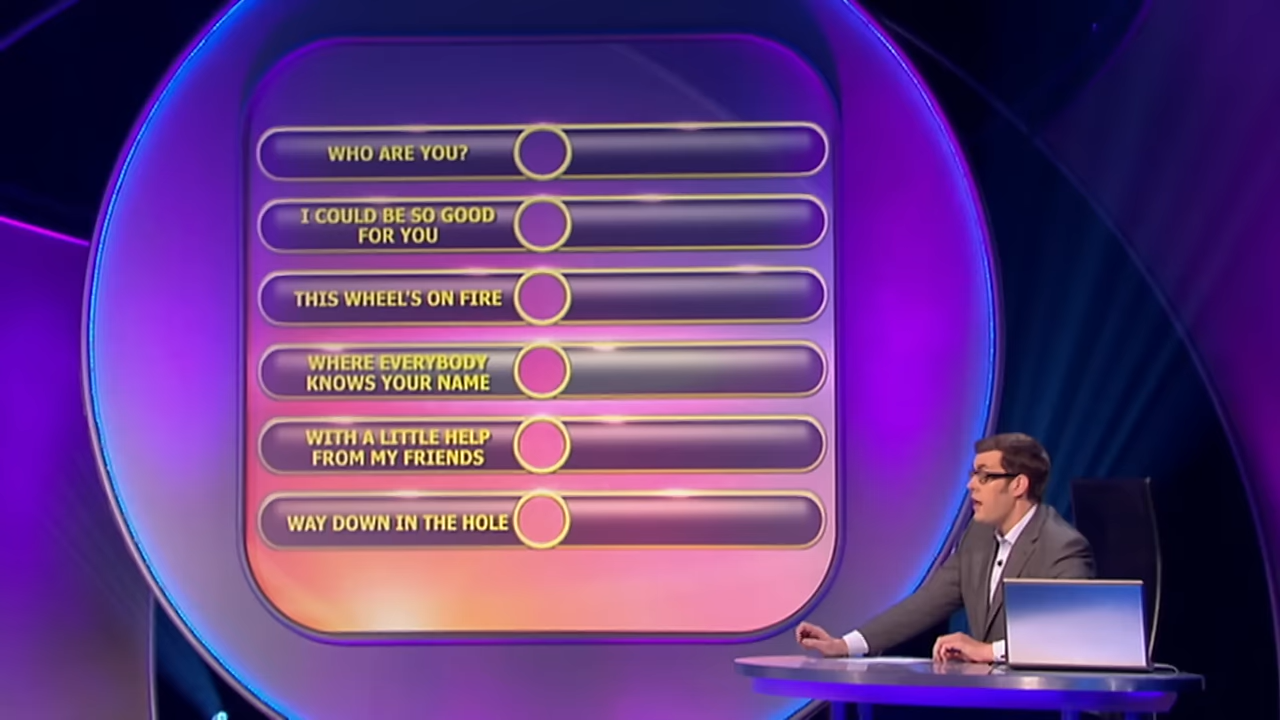 WHO ARE YOU?
I COULD BE SO GOOD
FOR YOU
THIS WHEEL'S ON FIRE
WHERE EVERYBODY
KNOWS YOUR NAME
WITH A LITTLE HELP
FROM MY FRIENDS
WAY DOWN IN THE HOLE